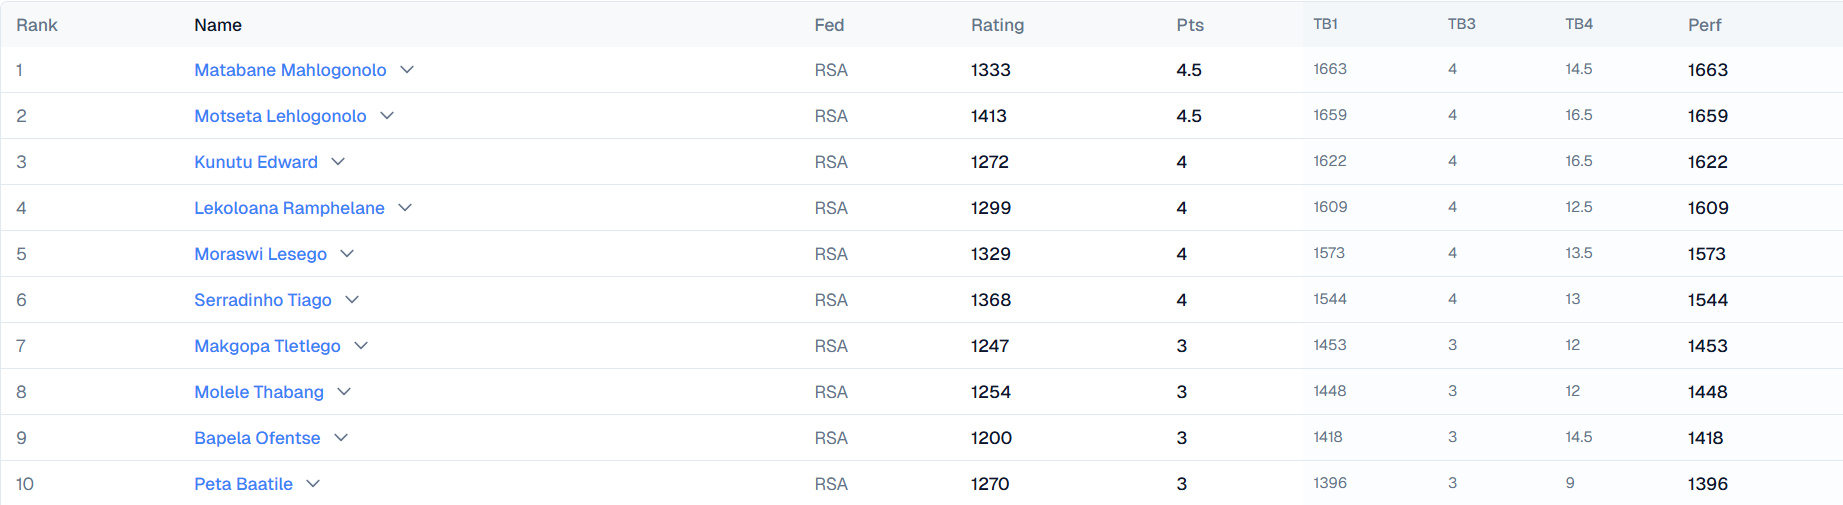 Rank Name Fed Rating Pts TB1 TB3 TB4 Perf
1 Matabane Mahlogonolo RSA 1333 4.5 1663 4 14.5 1663
2 Motseta Lehlogonolo RSA 1413 4.5 1659 4 16.5 1659
3 Kunutu Edward RSA 1272 4 1622 4 16.5 1622
4 Lekoloana Ramphelane RSA 1299 4 1609 4 12.5 1609
5 Moraswi Lesego RSA 1329 4 1573 4 13.5 1573
6 Serradinho Tiago RSA 1368 4 1544 4 13 1544
7 Makgopa Tletlego RSA 1247 3 1453 3 12 1453
8 Molele Thabang RSA 1254 3 1448 3 12 1448
9 Bapela Ofentse RSA 1200 3 1418 3 14.5 1418
10 Peta Baatile RSA 1270 3 1396 3 9 1396